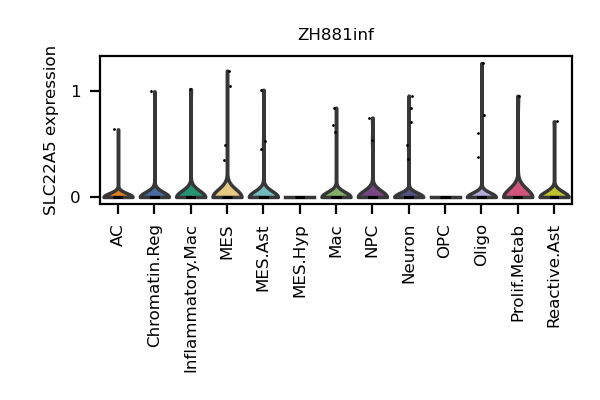 ZH881inf
SLC22A5 expression
1
0
AC
Chromatin.Reg
Inflammatory.Mac
MES
MES.Ast
MES.Hyp
Mac
NPC
Neuron
OPC
Oligo
Prolif.Metab
Reactive.Ast